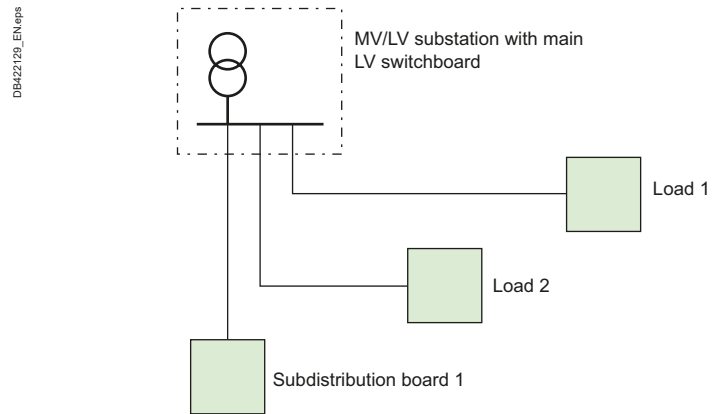 DB422129_EN.eps
MV/LV substation with main
LV switchboard
Load 1
Load 2
Subdistribution board 1